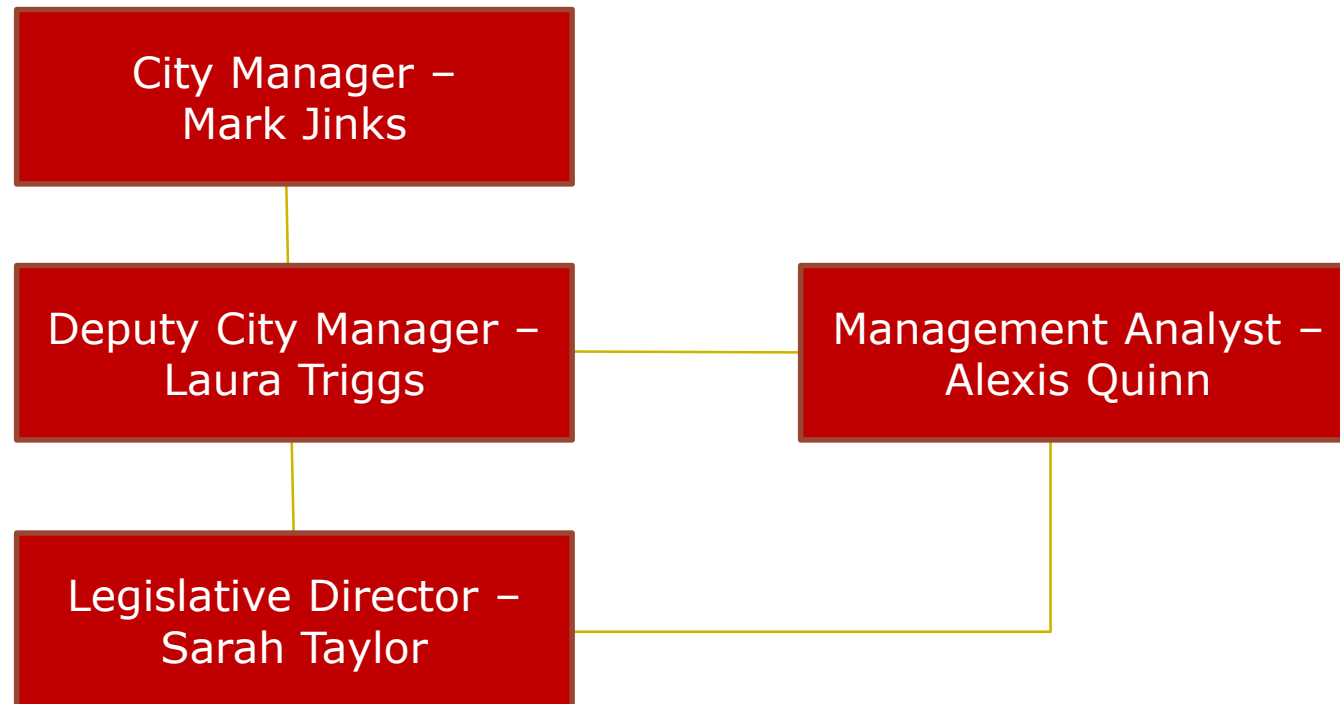 City Manager –
Mark Jinks
Deputy City Manager –
Laura Triggs
Management Analyst –
Alexis Quinn
Legislative Director –
Sarah Taylor